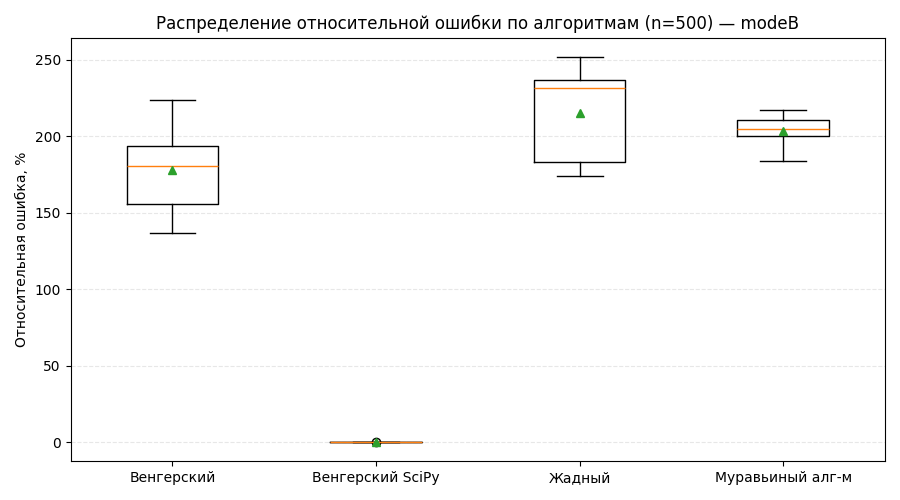 Распределение относительной ошибки по алгоритмам (n=500) — modeB
Относительная ошибка, %
250
200
150
100
50
0
Венгерский
Венгерский SciPy
Жадный
Муравьиный алг-м